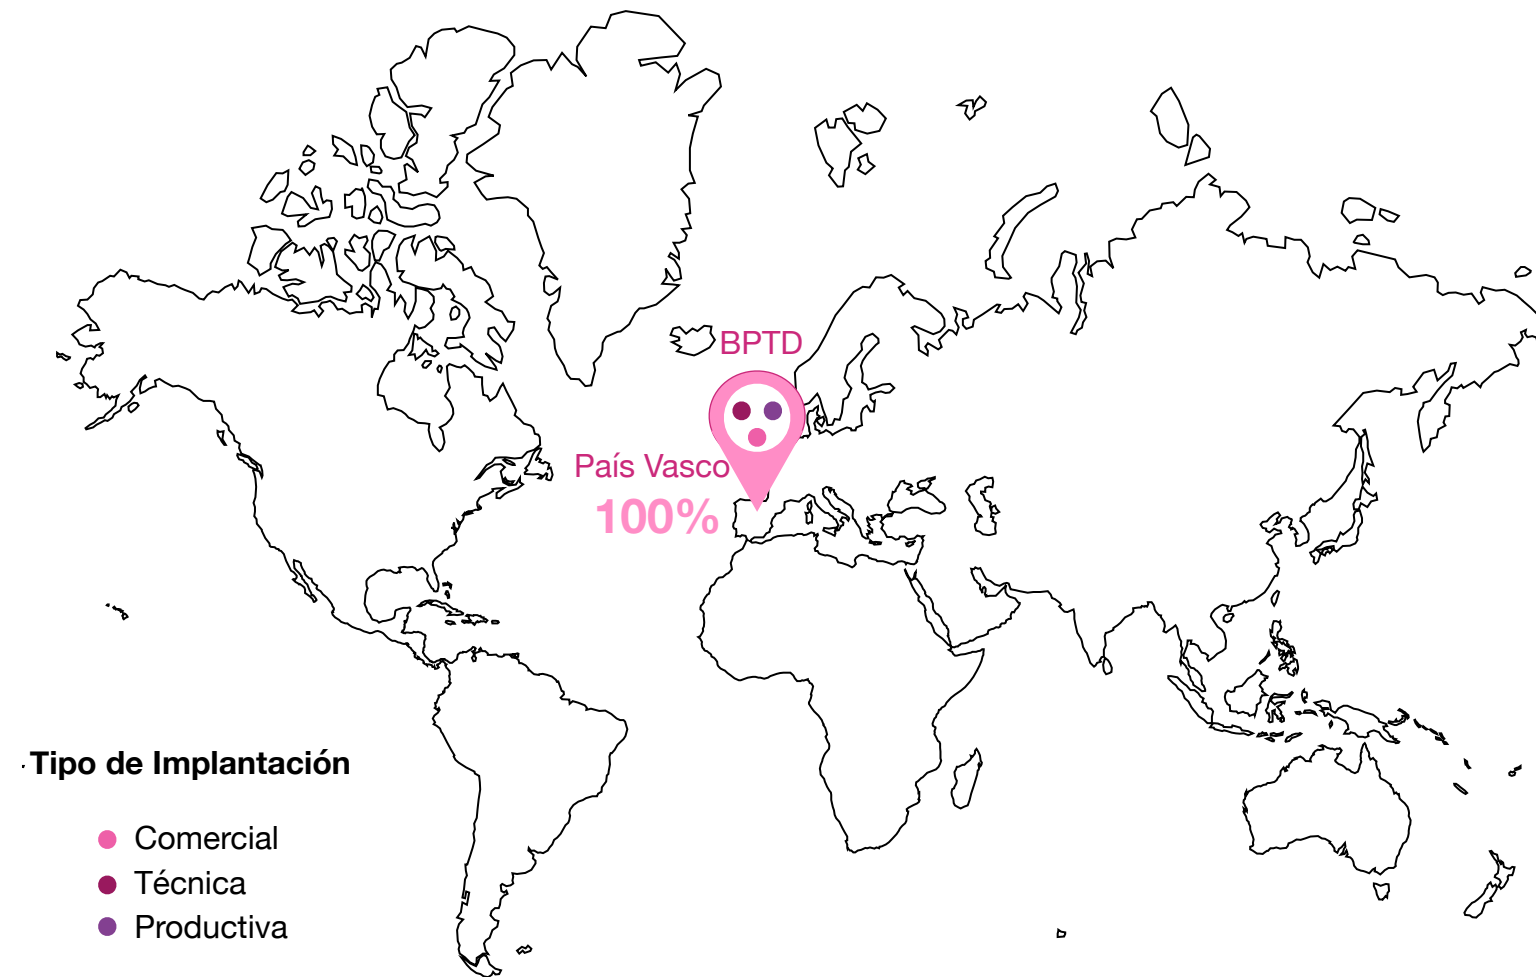 BPTD
País Vasco
100%
Tipo de Implantación
Comercial
Técnica
Productiva